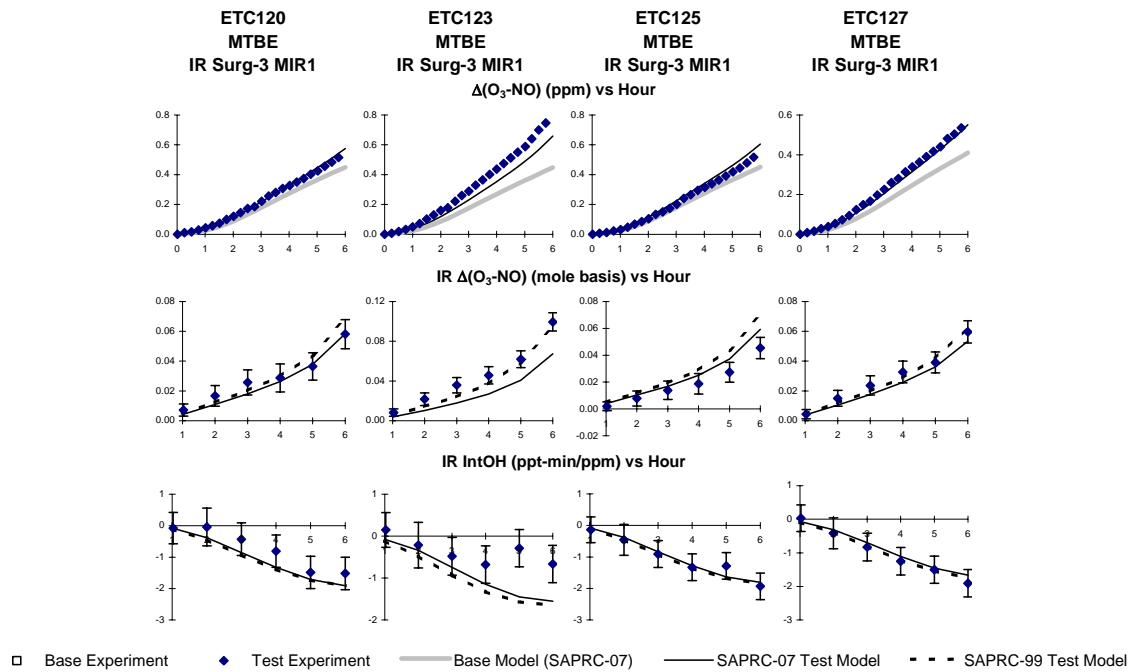 ETC120 ETC123 ETC125 ETC127
MTBE MTBE MTBE MTBE
IR Surg-3 MIR1 IR Surg-3 MIR1 IR Surg-3 MIR1 IR Surg-3 MIR1
Δ(O₃-NO) (ppm) vs Hour
0.8 0.8 0.8 0.8
0.6 0.6 0.6 0.6
0.4 0.4 0.4 0.4
0.2 0.2 0.2 0.2
0.0 0.0 0.0 0.0
0 1 2 3 4 5 6 0 1 2 3 4 5 6 0 1 2 3 4 5 6 0 1 2 3 4 5 6
IR Δ(O₃-NO) (mole basis) vs Hour
0.08 0.12 0.08 0.08
0.06 0.08 0.06 0.06
0.04 0.04 0.04 0.04
0.02 0.00 0.02 0.02
0.00 0.00 0.00
-0.02
1 2 3 4 5 6 1 2 3 4 5 6 1 2 3 4 5 6 1 2 3 4 5 6
IR IntOH (ppt-min/ppm) vs Hour
1 1 1 1
0 0 0 0
-1 -1 -1 -1
-2 -2 -2 -2
-3 -3 -3
Base Experiment Test Experiment Base Model (SAPRC-07) SAPRC-07 Test Model SAPRC-99 Test Model